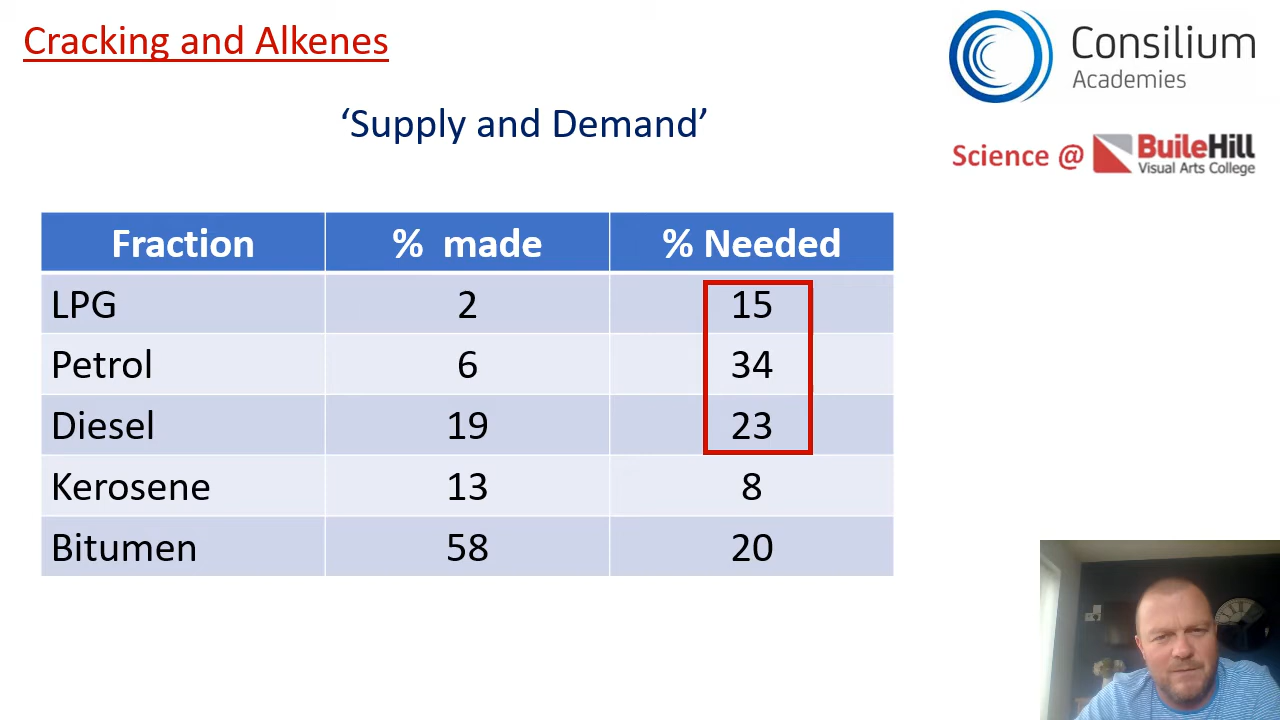 Cracking and Alkenes
Consilium
Academies
‘Supply and Demand’
Science @ BuileHill
Visual Arts College
Fraction % made % Needed
LPG 2 15
Petrol 6 34
Diesel 19 23
Kerosene 13 8
Bitumen 58 20